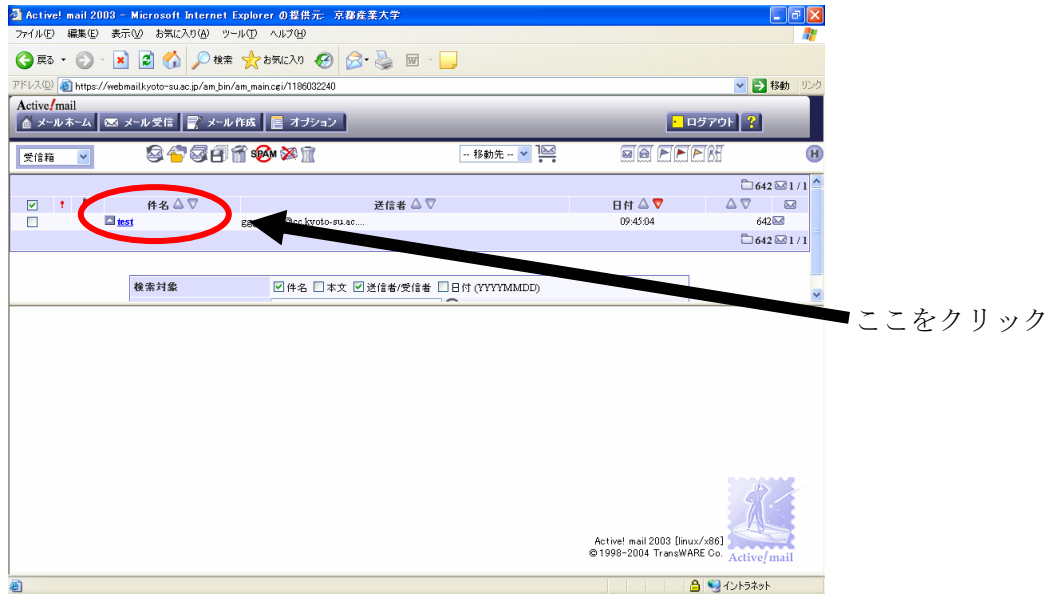 Active! mail 2003 - Microsoft Internet Explorer の提供元: 京都産業大学
ファイル(F) 編集(E) 表示(V) お気に入り(A) ツール(T) ヘルプ(H)
戻る 検索 お気に入り
アドレス(D) https://webmail.kyoto-su.ac.jp/am_bin/am_main.cgi/1186032240 移動 リンク
Active!mail
メールホーム メール受信 メール作成 オプション ログアウト ?
受信箱 SPAM -- 移動先 -- H
642 1 / 1
! 件名 △ ▽ 送信者 △ ▽ 日付 △ ▼ △ ▽
test @cc.kyoto-su.ac.... 09:45:04 642
642 1 / 1
検索対象 件名 本文 送信者/受信者 日付 (YYYYMMDD)
ここをクリック
Active! mail 2003 [linux/x86]
©1998-2004 TransWARE Co.
Active!mail
イントラネット